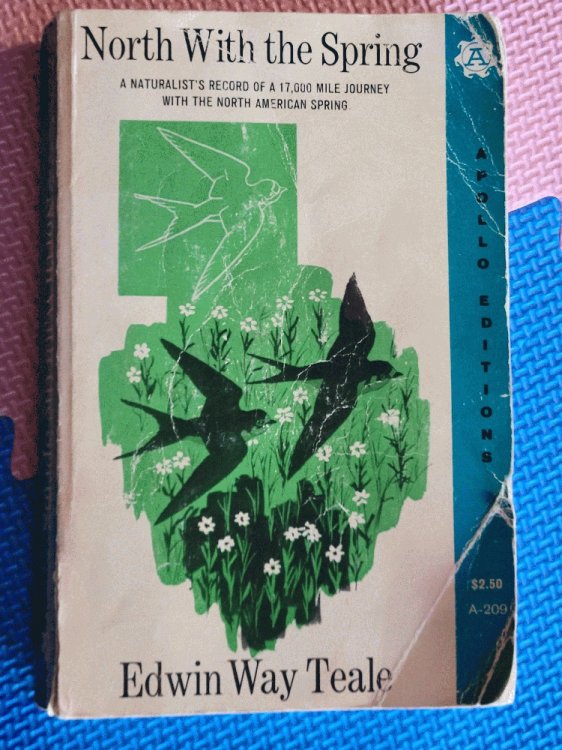 North With the Spring
A NATURALIST'S RECORD OF A 17,000 MILE JOURNEY
WITH THE NORTH AMERICAN SPRING
A
APOLLO EDITIONS
$2.50
A-209
Edwin Way Teale